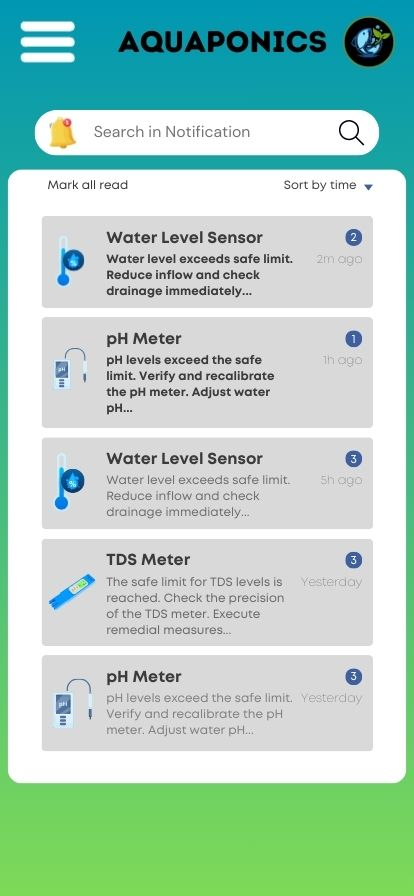 AQUAPONICS
Search in Notification
Mark all read
Sort by time
Water Level Sensor
2
Water level exceeds safe limit.
2m ago
Reduce inflow and check
drainage immediately...
pH Meter
1
pH levels exceed the safe
1h ago
limit. Verify and recalibrate
the pH meter. Adjust water
pH...
pH
Water Level Sensor
3
Water level exceeds safe limit.
5h ago
Reduce inflow and check
drainage immediately...
%
TDS Meter
3
The safe limit for TDS levels is
Yesterday
reached. Check the precision
of the TDS meter. Execute
remedial measures...
pH Meter
3
pH levels exceed the safe limit.
Yesterday
Verify and recalibrate the pH
meter. Adjust water pH...
pH